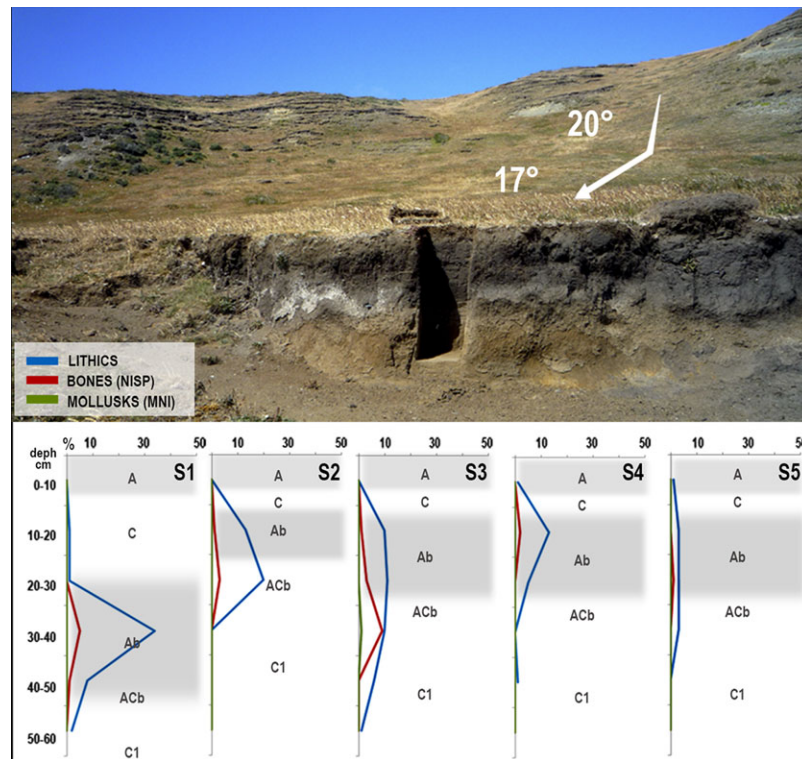 20°
17°
LITHICS
BONES (NISP)
MOLLUSKS (MNI)
% 10 30 50 10 30 50 10 30 50 10 30 50 10 30 50
deph
cm
S1 S2 S3 S4 S5
0-10 A A A A A
C C C C
10-20 C Ab Ab Ab Ab
20-30 ACb ACb ACb ACb
30-40 Ab
C1
40-50 ACb C1 C1 C1
50-60 C1